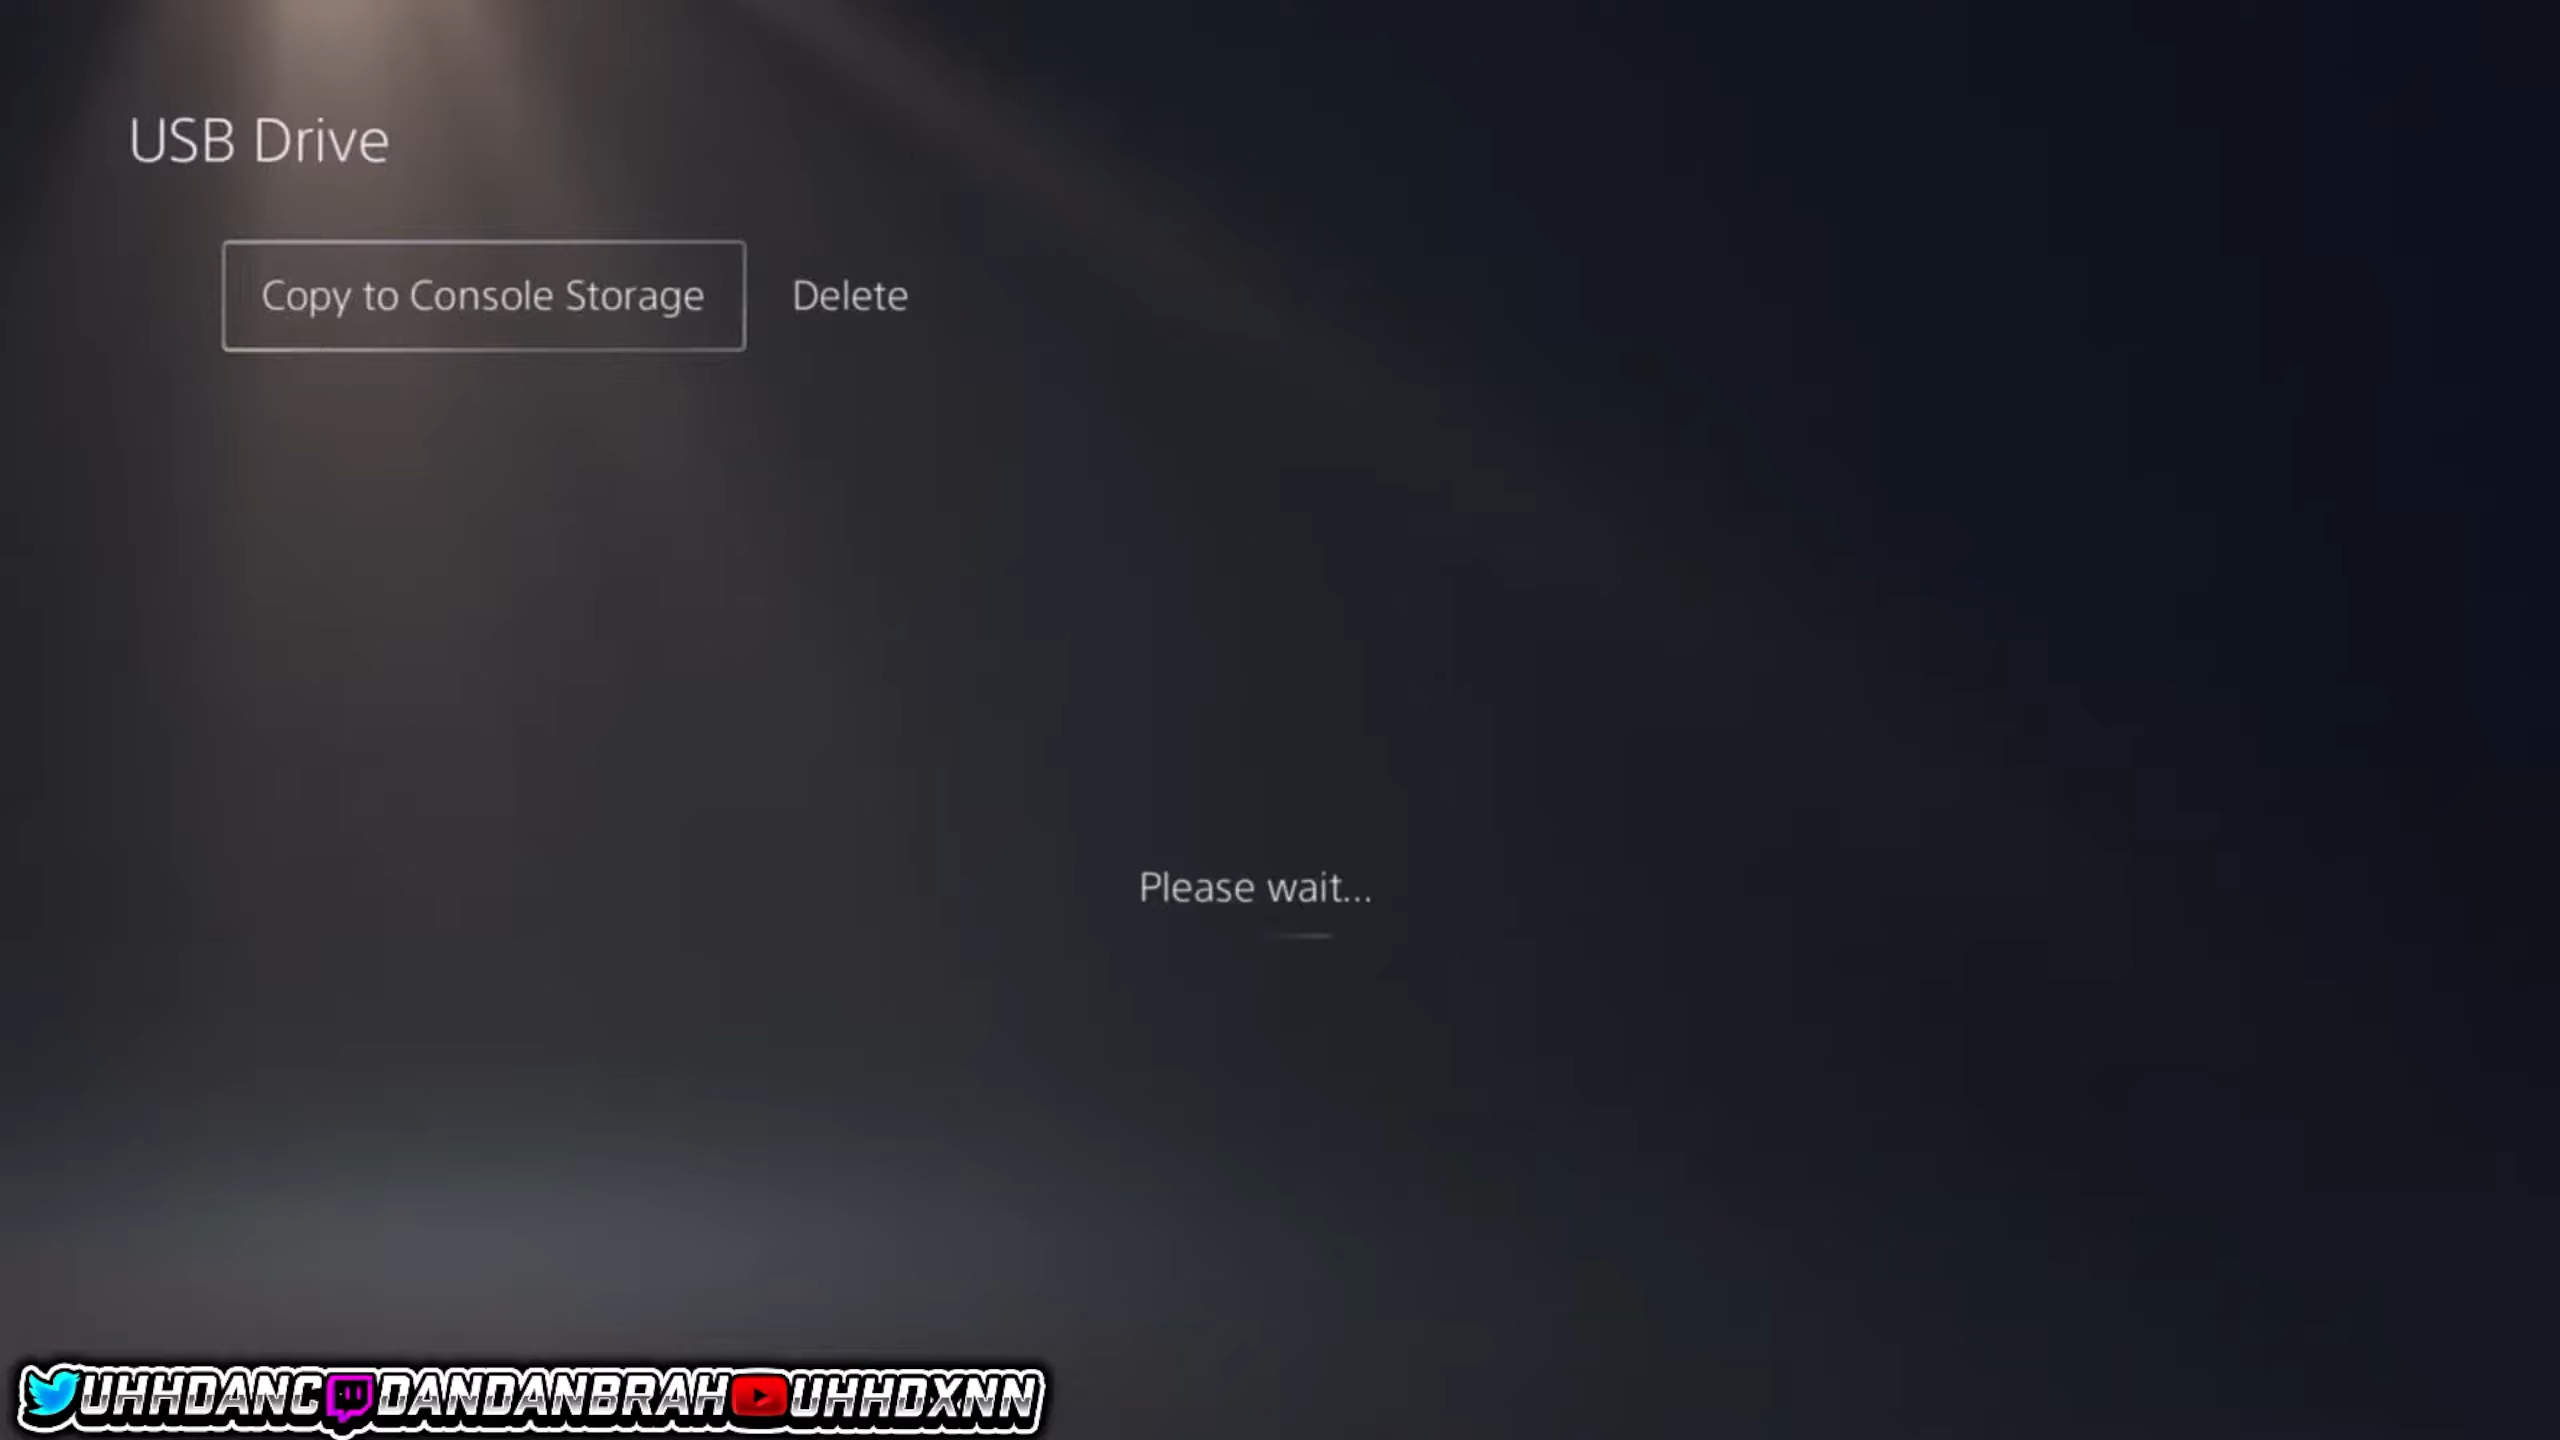 USB Drive
Copy to Console Storage
Delete
Please wait...
UHHDANC DANDANBRAH UHHDXNN